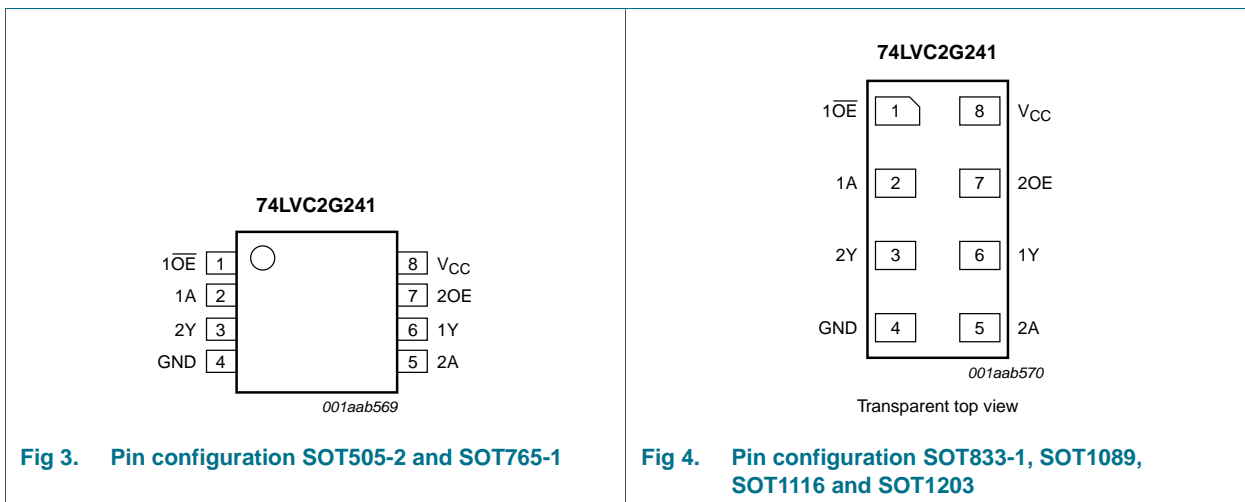 74LVC2G241
1OE 1 8 VCC
1A 2 7 2OE
2Y 3 6 1Y
GND 4 5 2A
001aab569
Fig 3. Pin configuration SOT505-2 and SOT765-1
74LVC2G241
1OE 1 8 VCC
1A 2 7 2OE
2Y 3 6 1Y
GND 4 5 2A
001aab570
Transparent top view
Fig 4. Pin configuration SOT833-1, SOT1089,
SOT1116 and SOT1203